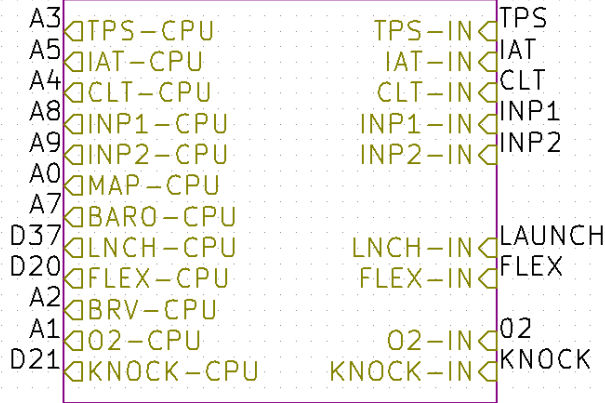 A3 TPS-CPU TPS-IN TPS
A5 IAT-CPU IAT-IN IAT
A4 CLT-CPU CLT-IN CLT
A8 INP1-CPU INP1-IN INP1
A9 INP2-CPU INP2-IN INP2
A0 MAP-CPU
A7 BARO-CPU
D37 LNCH-CPU LNCH-IN LAUNCH
D20 FLEX-CPU FLEX-IN FLEX
A2 BRV-CPU
A1 O2-CPU O2-IN O2
D21 KNOCK-CPU KNOCK-IN KNOCK